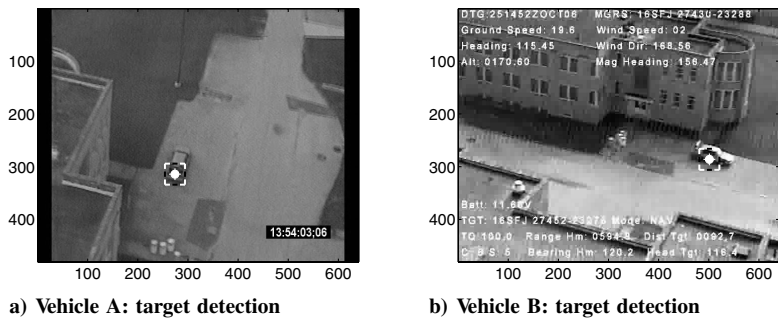 DTG:251452ZOCT06 MGRS: 16SFJ 27430-23288
Ground Speed: 19.6 Wind Speed: 02
Heading: 115.45 Wind Dir: 168.56
Alt: 0170.60 Mag Heading: 156.47
100
200
300
400
100 200 300 400 500 600
13:54:03;06
100
200
300
400
100 200 300 400 500 600
Batt: 11.60V
TGT: 16SFJ 27452-23276 Mode: NAV
TO 100.0 Range Hm: 0594.8 Dist Tgt: 0092.7
C-B S: 5 Bearing Hm: 120.2 Head Tgt: 118.4
a) Vehicle A: target detection
b) Vehicle B: target detection